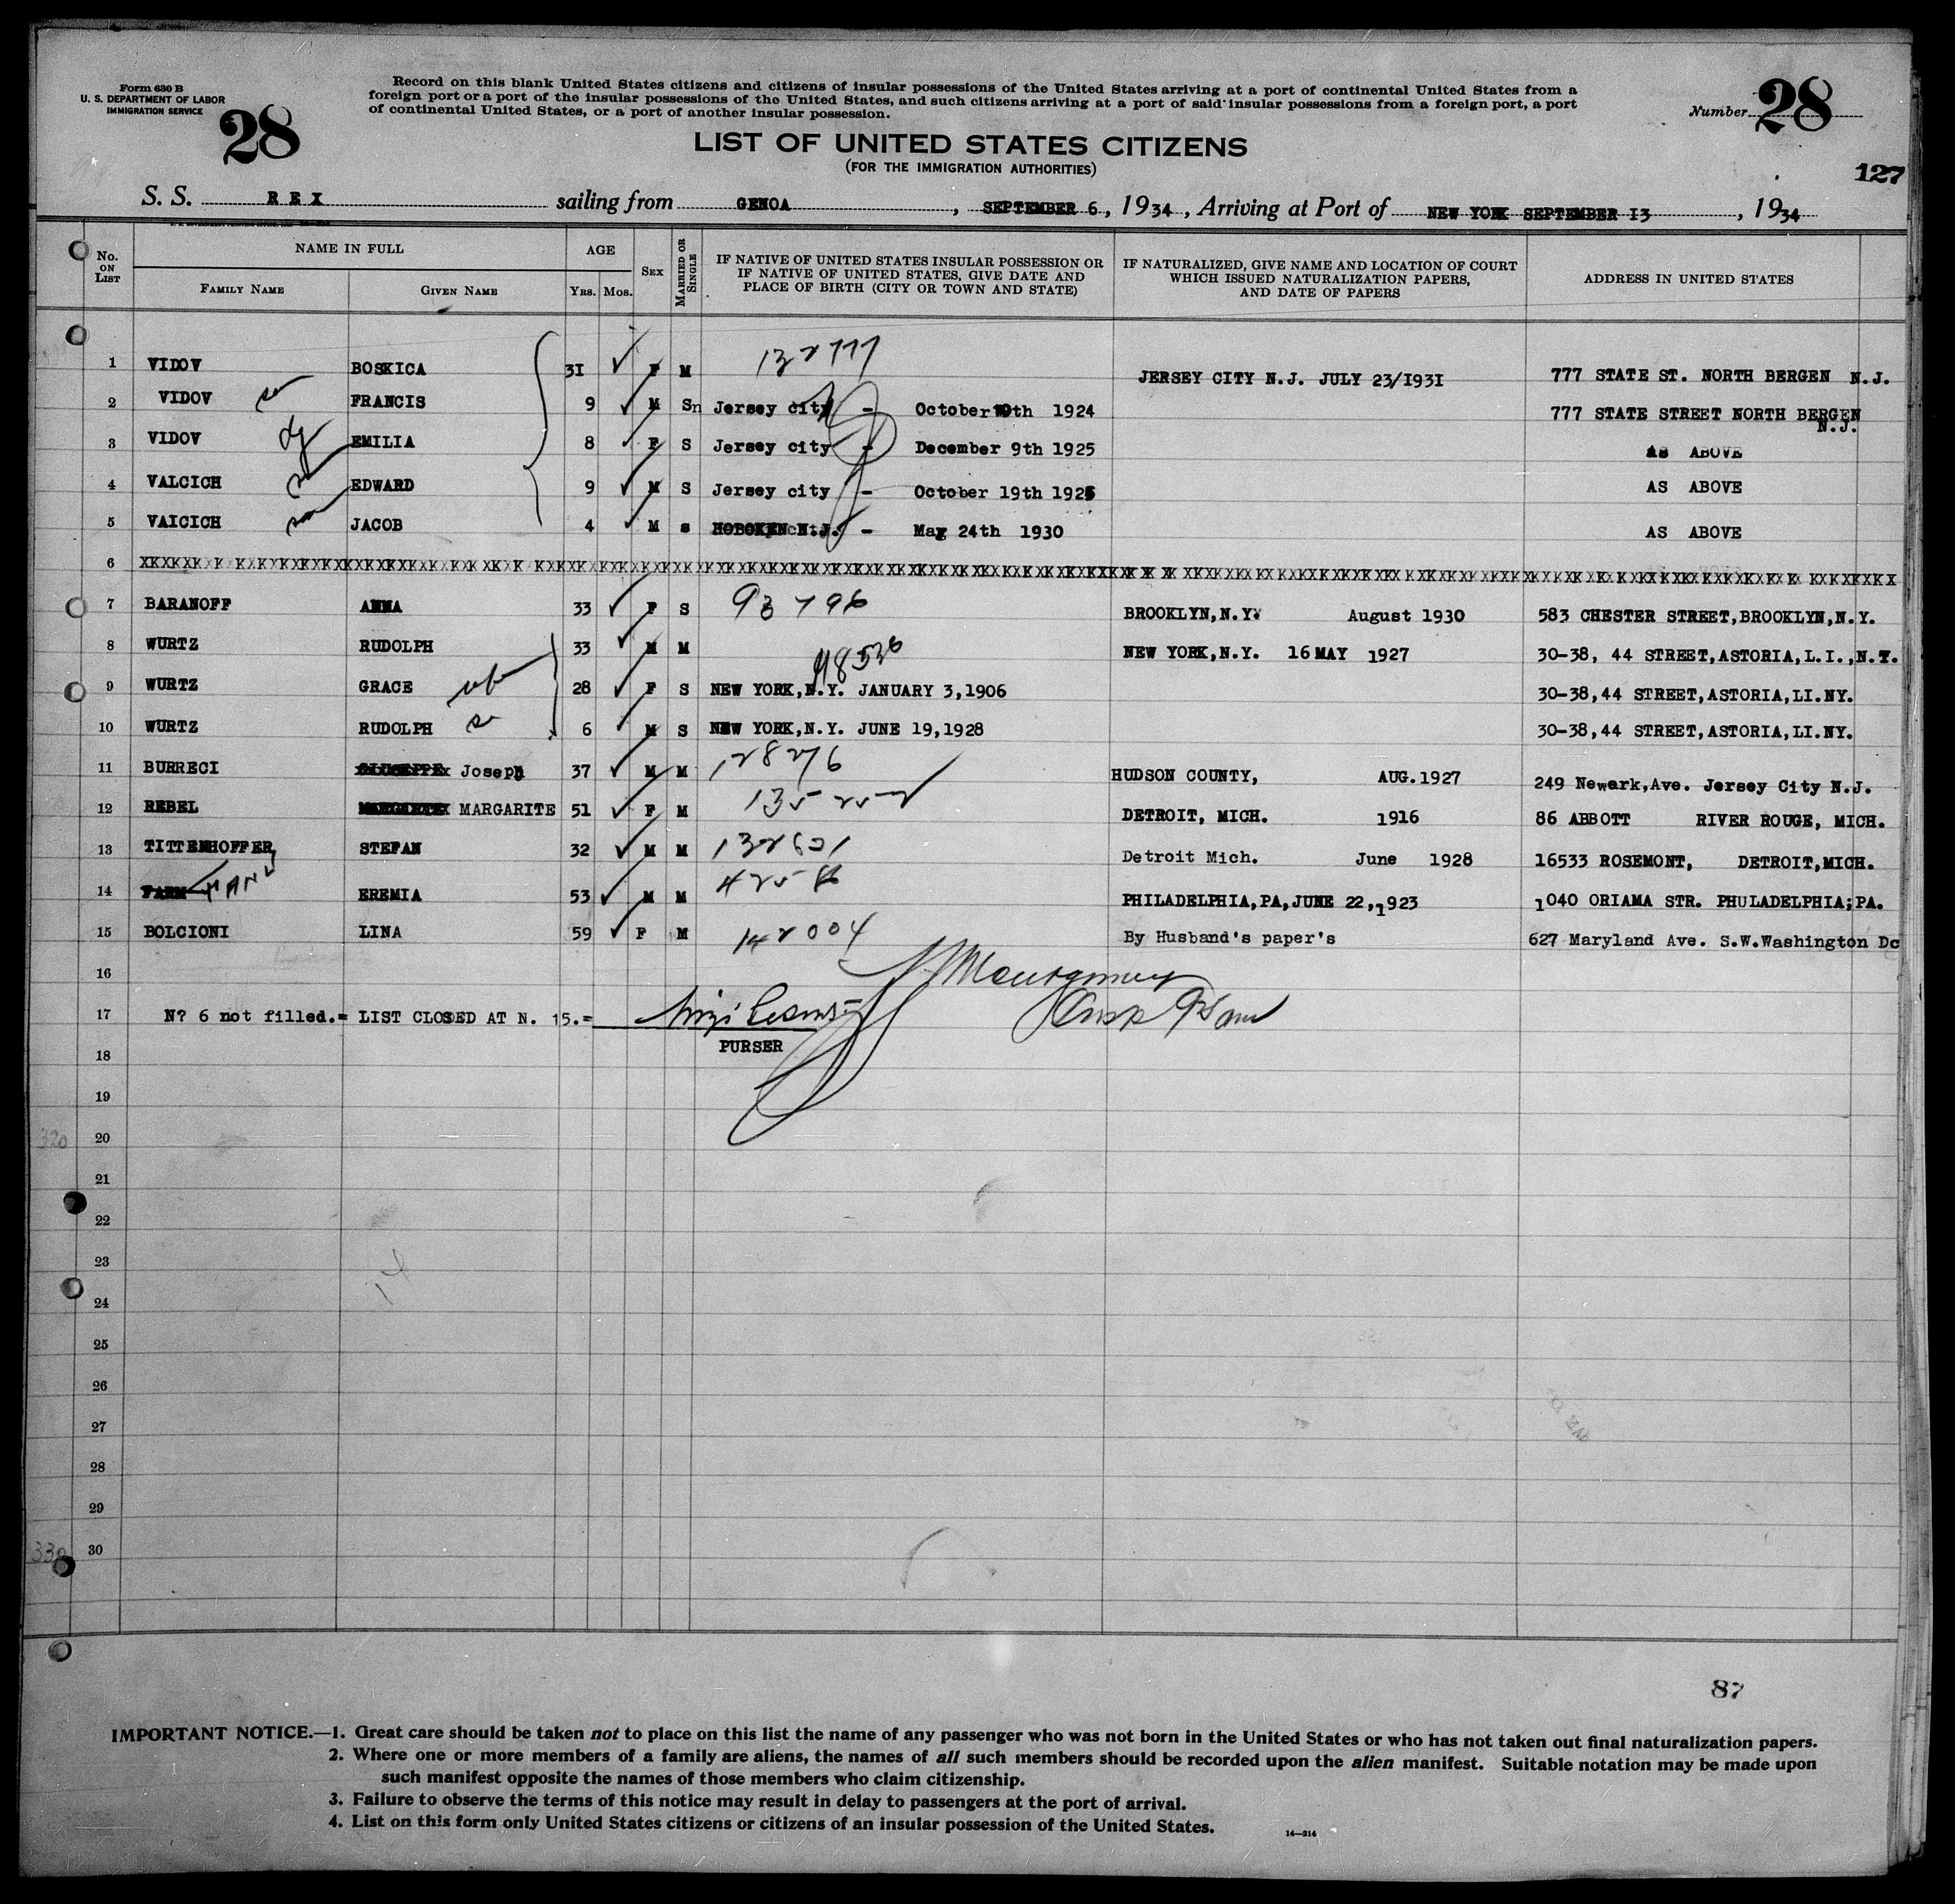 Form 630 B
U. S. DEPARTMENT OF LABOR
IMMIGRATION SERVICE
28
Record on this blank United States citizens and citizens of insular possessions of the United States arriving at a port of continental United States from a
foreign port or a port of the insular possessions of the United States, and such citizens arriving at a port of said insular possessions from a foreign port, a port
of continental United States, or a port of another insular possession.
Number 28
LIST OF UNITED STATES CITIZENS
(FOR THE IMMIGRATION AUTHORITIES)
127
S. S. REX sailing from GENOA, SEPTEMBER 6, 1934, Arriving at Port of NEW YORK SEPTEMBER I3, 1934
No. ON LIST
NAME IN FULL
FAMILY NAME
GIVEN NAME
AGE
YRS. MOS.
SEX
MARRIED OR SINGLE
IF NATIVE OF UNITED STATES INSULAR POSSESSION OR
IF NATIVE OF UNITED STATES, GIVE DATE AND
PLACE OF BIRTH (CITY OR TOWN AND STATE)
IF NATURALIZED, GIVE NAME AND LOCATION OF COURT
WHICH ISSUED NATURALIZATION PAPERS,
AND DATE OF PAPERS
ADDRESS IN UNITED STATES
1 VIDOV BOSKICA 3I F M 132777 JERSEY CITY N.J. JULY 23/I93I 777 STATE ST. NORTH BERGEN N.J.
2 VIDOV FRANCIS 9 M Sn Jersey city - October 19th 1924 777 STATE STREET NORTH BERGEN
N.J.
3 VIDOV EMILIA 8 F S Jersey city - December 9th 1925 AS ABOVE
4 VALCICH EDWARD 9 M S Jersey city - October 19th 1925 AS ABOVE
5 VAICICH son JACOB 4 M s HOBOKEN N.J. - May 24th 1930 AS ABOVE
6
7 BARANOFF ANNA 33 F S BROOKLYN,N.Y. August 1930 583 CHESTER STREET,BROOKLYN,N.Y.
8 WURTZ RUDOLPH 33 M M NEW YORK,N.Y. 16 MAY 1927 30-38, 44 STREET,ASTORIA,L.I.,N.Y.
9 WURTZ GRACE wf 28 F S NEW YORK,N.Y. JANUARY 3,1906 30-38,44 STREET,ASTORIA,LI.NY.
10 WURTZ RUDOLPH 6 M S NEW YORK,N.Y. JUNE 19,1928 30-38,44 STREET,ASTORIA,LI.NY.
11 BURRECI GIUSEPPE Joseph 37 M M 128276 HUDSON COUNTY, AUG.1927 249 Newark,Ave. Jersey City N.J.
12 REBEL MARGARITE 51 F M 135252 DETROIT, MICH. 1916 86 ABBOTT RIVER ROUGE, MICH.
13 TITTENHOFFER STEFAN 32 M M Detroit Mich. June 1928 16533 ROSEMONT, DETROIT,MICH.
14 FARM EREMIA 53 M M PHILADELPHIA,PA,JUNE 22,1923 1040 ORIAMA STR. PHULADELPHIA;PA.
15 BOLCIONI LINA 59 F M 142004 By Husband's paper's 627 Maryland Ave. S.W.Washington Dc
16 Montgomery
17 N? 6 not filled.= LIST CLOSED AT N. 15.=
PURSER
18
19
20
320
21
22
23
14
24
25
26
27
28
29
30
330
87
IMPORTANT NOTICE.—1. Great care should be taken not to place on this list the name of any passenger who was not born in the United States or who has not taken out final naturalization papers.
2. Where one or more members of a family are aliens, the names of all such members should be recorded upon the alien manifest. Suitable notation may be made upon
such manifest opposite the names of those members who claim citizenship.
3. Failure to observe the terms of this notice may result in delay to passengers at the port of arrival.
4. List on this form only United States citizens or citizens of an insular possession of the United States.
14—214